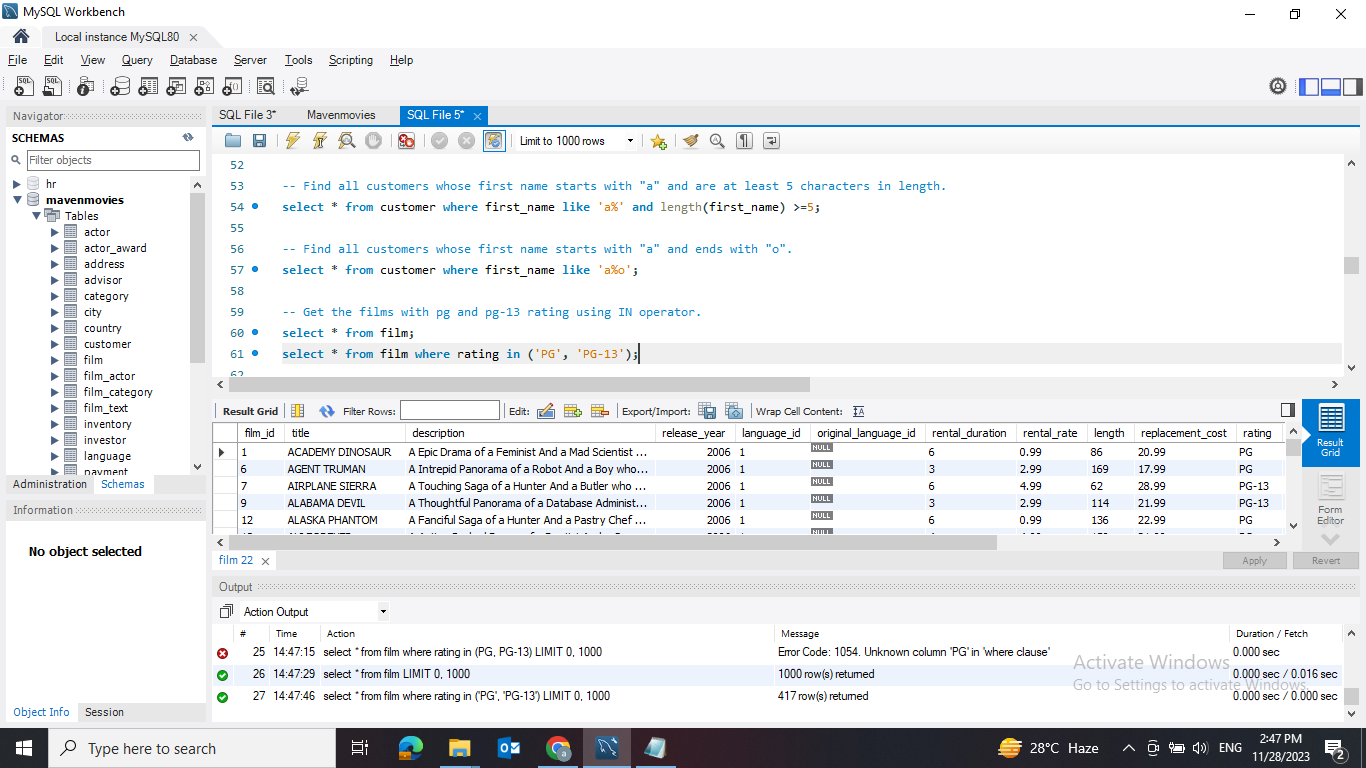 MySQL Workbench
Local instance MySQL80
File Edit View Query Database Server Tools Scripting Help
Navigator
SCHEMAS
Filter objects
hr
mavenmovies
Tables
actor
actor_award
address
advisor
category
city
country
customer
film
film_actor
film_category
film_text
inventory
investor
language
payment
Administration Schemas
Information
No object selected
Object Info Session
SQL File 3* Mavenmovies SQL File 5*
Limit to 1000 rows
52
53 -- Find all customers whose first name starts with "a" and are at least 5 characters in length.
54 select * from customer where first_name like 'a%' and length(first_name) >=5;
55
56 -- Find all customers whose first name starts with "a" and ends with "o".
57 select * from customer where first_name like 'a%o';
58
59 -- Get the films with pg and pg-13 rating using IN operator.
60 select * from film;
61 select * from film where rating in ('PG', 'PG-13');
62
Result Grid Filter Rows: Edit: Export/Import: Wrap Cell Content:
film_id title description release_year language_id original_language_id rental_duration rental_rate length replacement_cost rating
1 ACADEMY DINOSAUR A Epic Drama of a Feminist And a Mad Scientist ... 2006 1 NULL 6 0.99 86 20.99 PG
6 AGENT TRUMAN A Intrepid Panorama of a Robot And a Boy who... 2006 1 NULL 3 2.99 169 17.99 PG
7 AIRPLANE SIERRA A Touching Saga of a Hunter And a Butler who ... 2006 1 NULL 6 4.99 62 28.99 PG-13
9 ALABAMA DEVIL A Thoughtful Panorama of a Database Administ... 2006 1 NULL 3 2.99 114 21.99 PG-13
12 ALASKA PHANTOM A Fanciful Saga of a Hunter And a Pastry Chef ... 2006 1 NULL 6 0.99 136 22.99 PG
Result Grid
Form Editor
film 22
Apply Revert
Output
Action Output
# Time Action Message Duration / Fetch
25 14:47:15 select * from film where rating in (PG, PG-13) LIMIT 0, 1000 Error Code: 1054. Unknown column 'PG' in 'where clause' 0.000 sec
26 14:47:29 select * from film LIMIT 0, 1000 1000 row(s) returned 0.000 sec / 0.016 sec
27 14:47:46 select * from film where rating in ('PG', 'PG-13') LIMIT 0, 1000 417 row(s) returned 0.000 sec / 0.000 sec
Activate Windows
Go to Settings to activate Windows.
Type here to search
28°C Haze
ENG
2:47 PM
11/28/2023
2